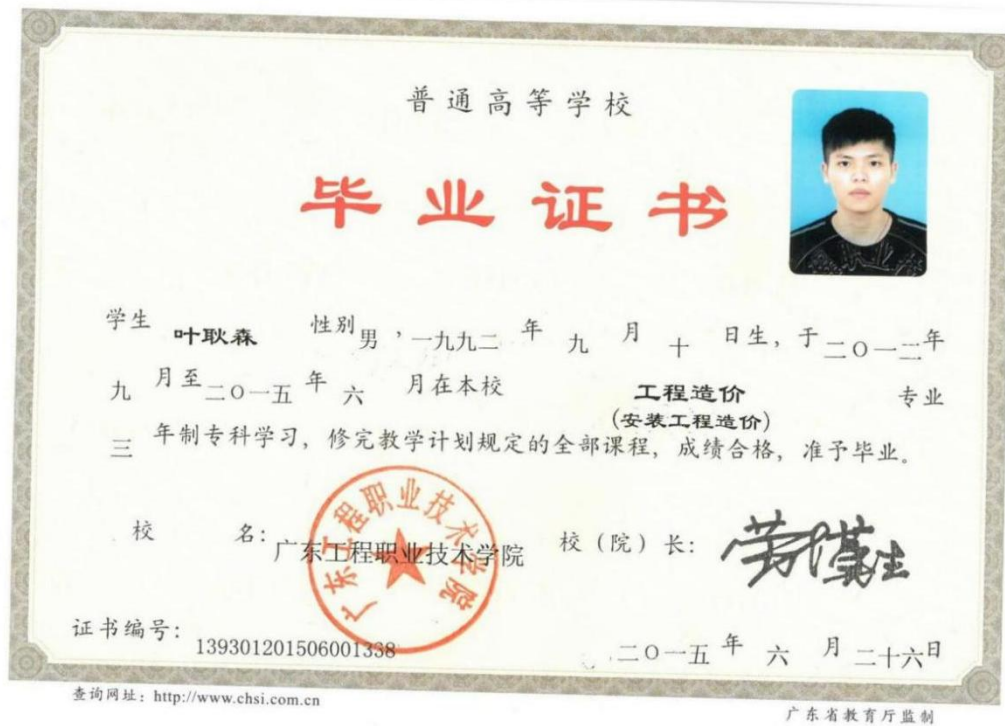 普通高等学校
毕业证书
学生 叶耿森 性别 男 ，一九九二 年 九 月 十 日生，于 二〇一二 年
九 月至 二〇一五 年 六 月在本校 工程造价 专业
(安装工程造价)
三 年制专科学习，修完教学计划规定的全部课程，成绩合格，准予毕业。
校 名： 广东工程职业技术学院 校（院）长：
广东工程职业技术学院
证书编号： 139301201506001338 二〇一五 年 六 月 二十六 日
查询网址：http://www.chsi.com.cn
广东省教育厅监制